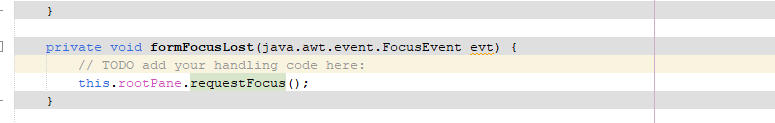 }
private void formFocusLost(java.awt.event.FocusEvent evt) {
// TODO add your handling code here:
this.rootPane.requestFocus();
}